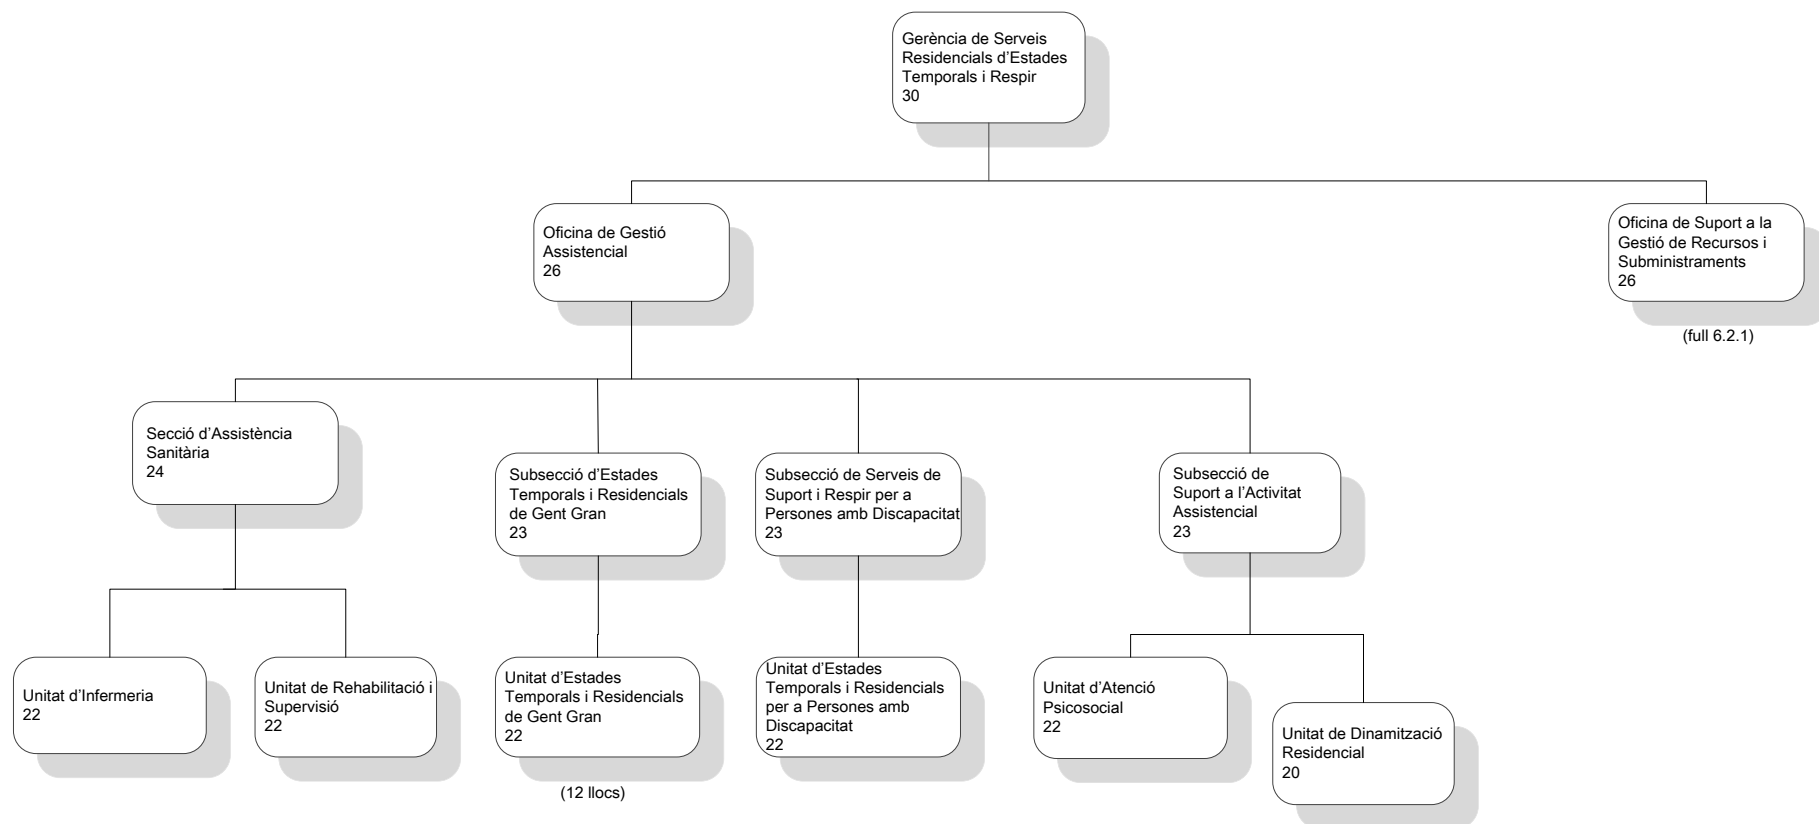 Gerència de Serveis
Residencials d’Estades
Temporals i Respir
30
Oficina de Gestió
Assistencial
26
Oficina de Suport a la
Gestió de Recursos i
Subministraments
26
(full 6.2.1)
Secció d’Assistència
Sanitària
24
Subsecció d’Estades
Temporals i Residencials
de Gent Gran
23
Subsecció de Serveis de
Suport i Respir per a
Persones amb Discapacitat
23
Subsecció de
Suport a l’Activitat
Assistencial
23
Unitat d’Infermeria
22
Unitat de Rehabilitació i
Supervisió
22
Unitat d’Estades
Temporals i Residencials
de Gent Gran
22
(12 llocs)
Unitat d’Estades
Temporals i Residencials
per a Persones amb
Discapacitat
22
Unitat d’Atenció
Psicosocial
22
Unitat de Dinamització
Residencial
20